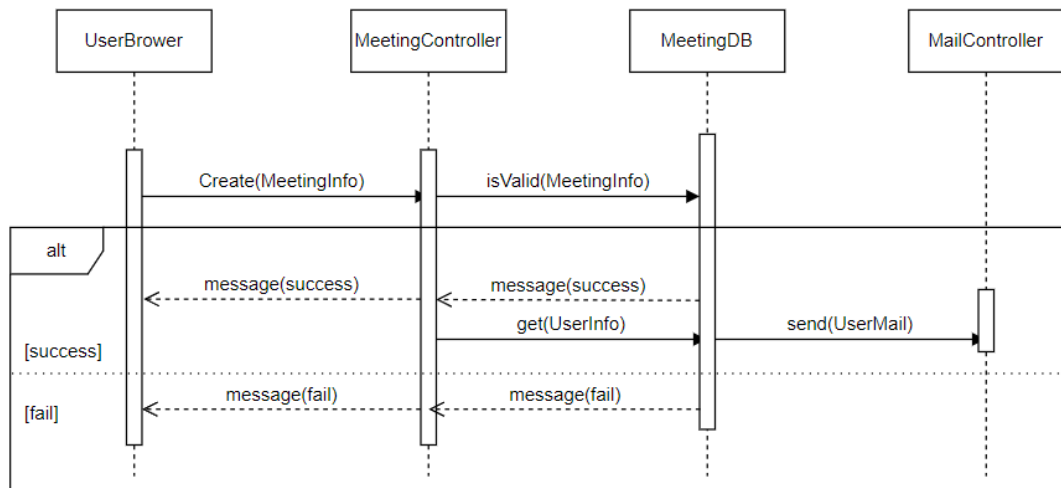 UserBrower
MeetingController
MeetingDB
MailController
Create(MeetingInfo)
isValid(MeetingInfo)
alt
message(success)
message(success)
get(UserInfo)
send(UserMail)
[success]
message(fail)
message(fail)
[fail]